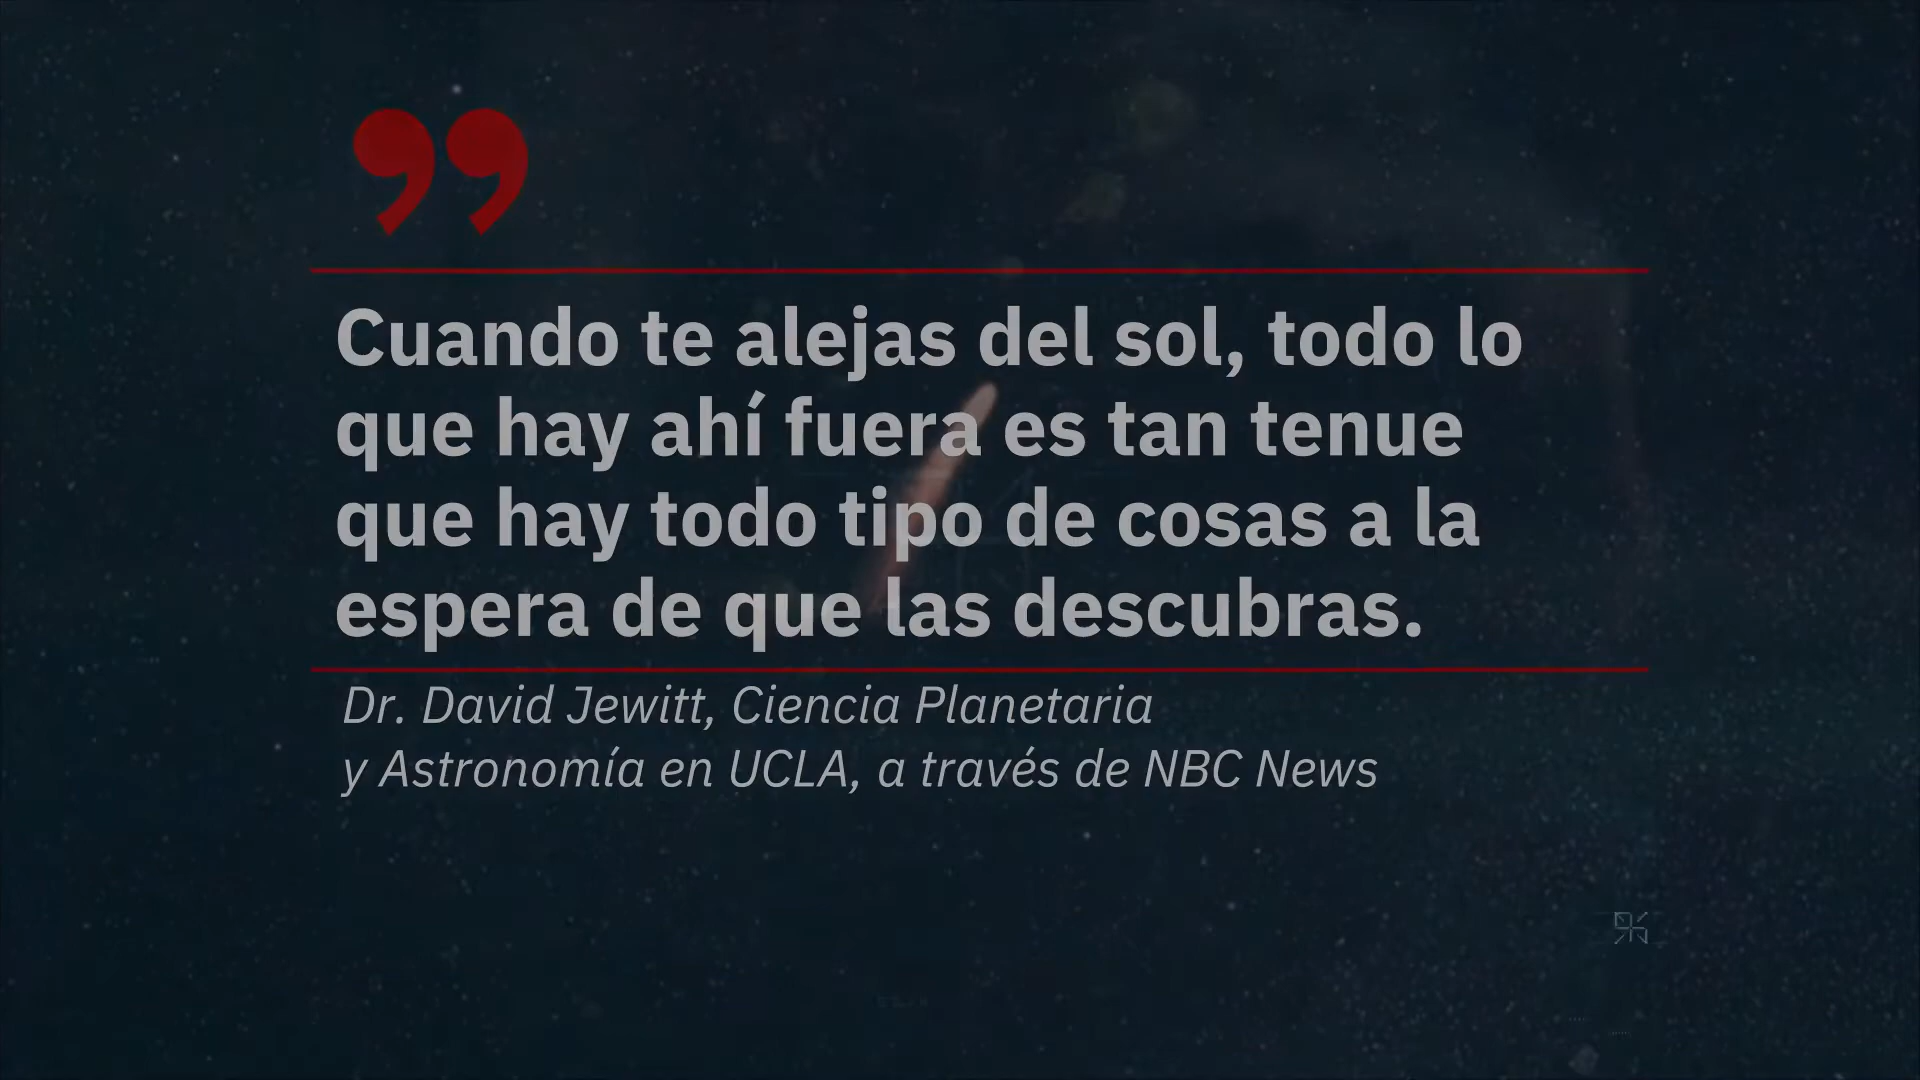 Cuando te alejas del sol, todo lo
que hay ahí fuera es tan tenue
que hay todo tipo de cosas a la
espera de que las descubras.
Dr. David Jewitt, Ciencia Planetaria
y Astronomía en UCLA, a través de NBC News